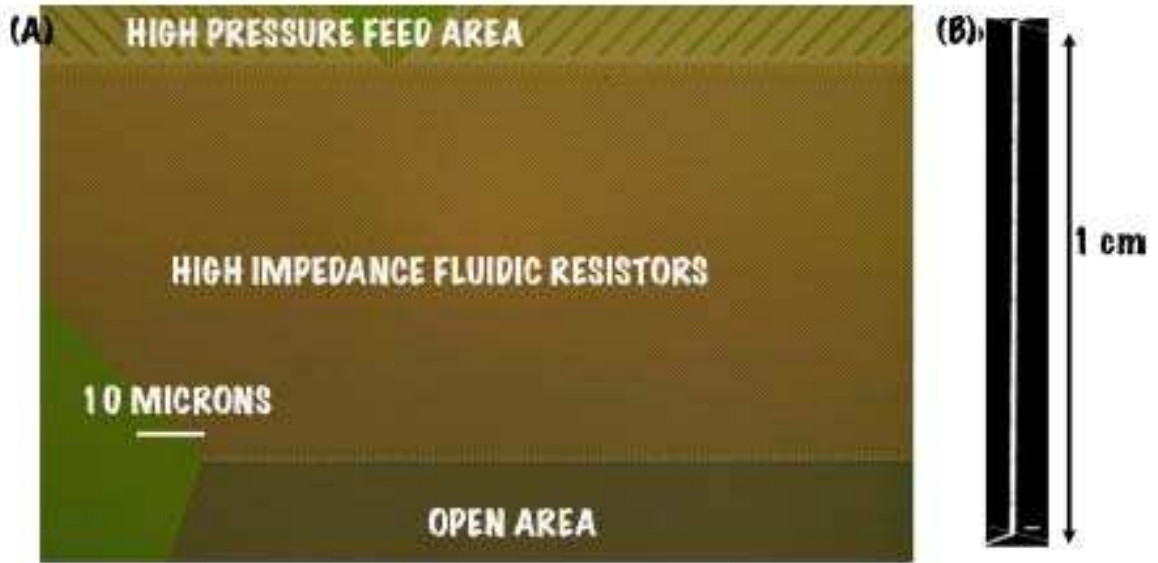 (A)
HIGH PRESSURE FEED AREA
HIGH IMPEDANCE FLUIDIC RESISTORS
10 MICRONS
OPEN AREA
(B)
1 cm